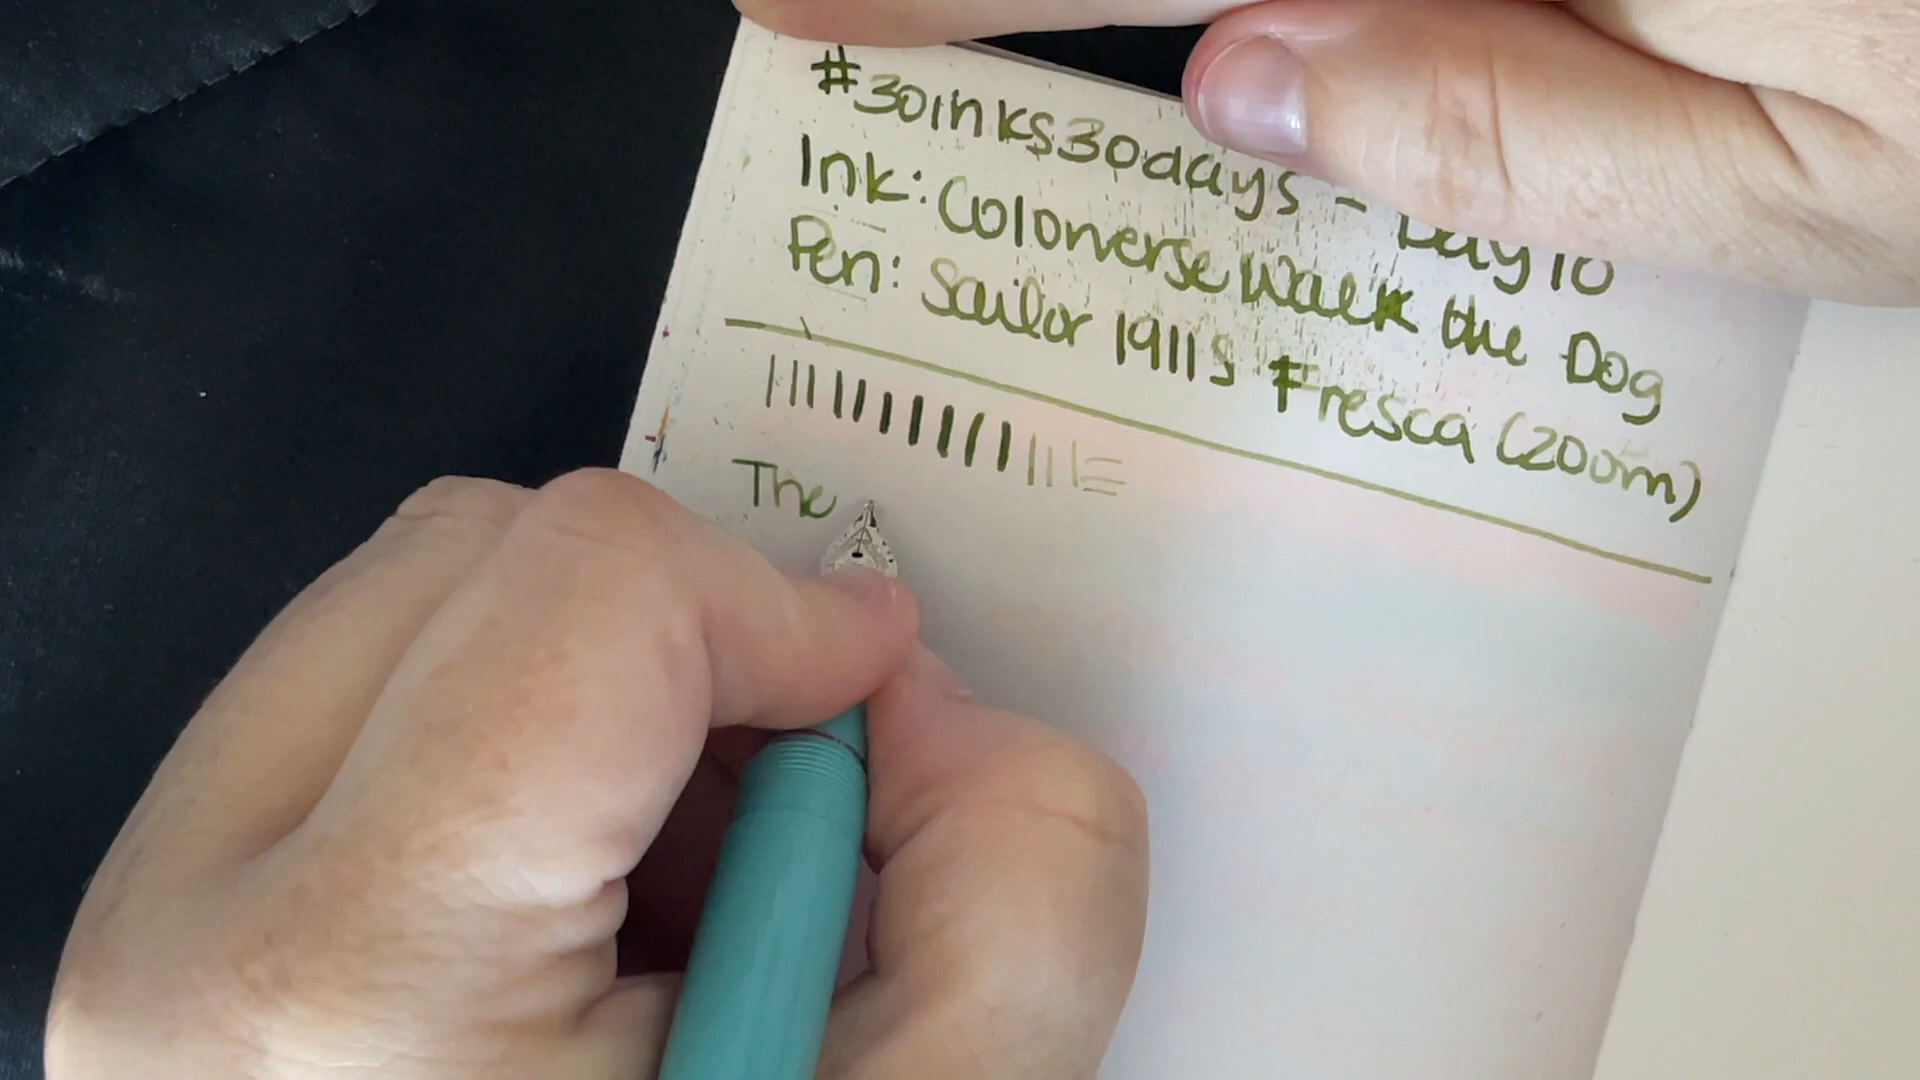 #30inks30days - Day 10
Ink: Colorverse Walk the Dog
Pen: Sailor 1911s Fresca (zoom)
The